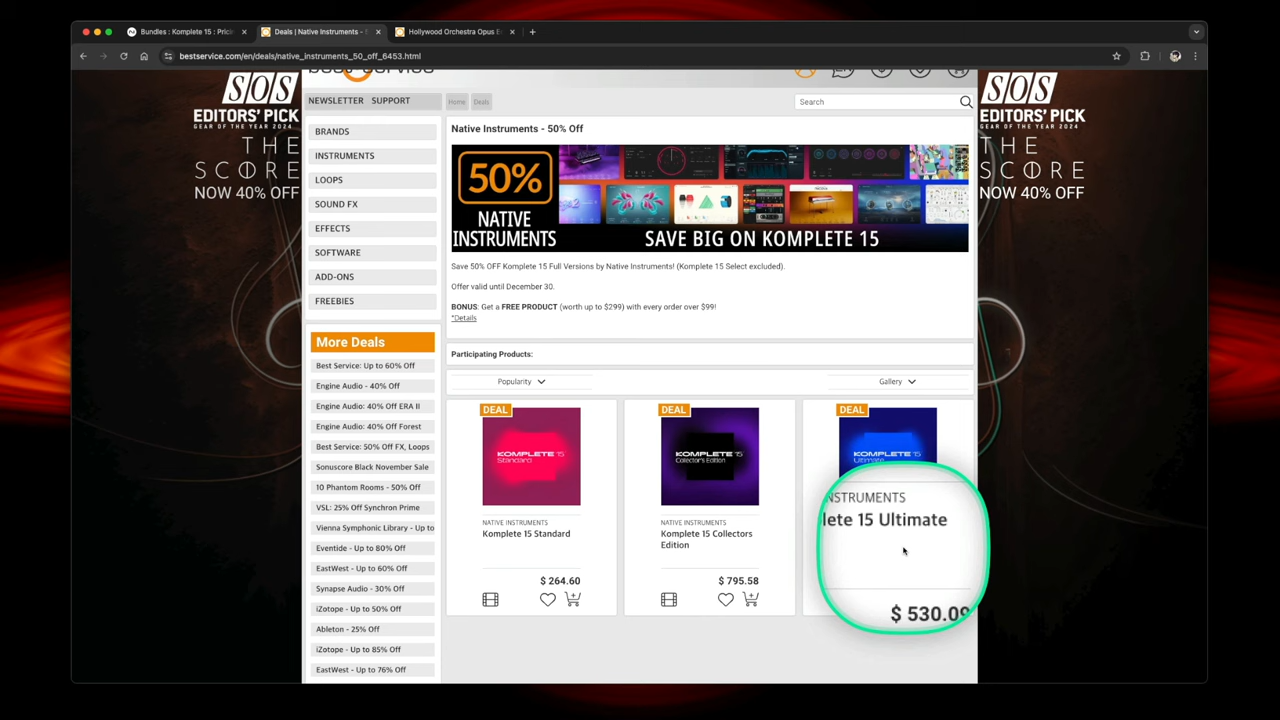 Bundles : Komplete 15 : Prici
Deals | Native Instruments -
Hollywood Orchestra Opus
bestservice.com/en/deals/native_instruments_50_off_6453.html
SOS
EDITORS' PICK
GEAR OF THE YEAR 2024
THE
SCORE
NOW 40% OFF
NEWSLETTER SUPPORT
Home Deals
Search
SOS
EDITORS' PICK
GEAR OF THE YEAR 2024
THE
SCORE
NOW 40% OFF
BRANDS
INSTRUMENTS
LOOPS
SOUND FX
EFFECTS
SOFTWARE
ADD-ONS
FREEBIES
More Deals
Best Service: Up to 60% Off
Engine Audio - 40% Off
Engine Audio: 40% Off ERA II
Engine Audio: 40% Off Forest
Best Service: 50% Off FX, Loops
Sonuscore Black November Sale
10 Phantom Rooms - 50% Off
VSL: 25% Off Synchron Prime
Vienna Symphonic Library - Up to
Eventide - Up to 80% Off
EastWest - Up to 60% Off
Synapse Audio - 30% Off
iZotope - Up to 50% Off
Ableton - 25% Off
iZotope - Up to 85% Off
EastWest - Up to 76% Off
Native Instruments - 50% Off
50%
NATIVE
INSTRUMENTS
SAVE BIG ON KOMPLETE 15
Save 50% OFF Komplete 15 Full Versions by Native Instruments! (Komplete 15 Select excluded).
Offer valid until December 30.
BONUS: Get a FREE PRODUCT (worth up to $299) with every order over $99!
*Details
Participating Products:
Popularity
Gallery
DEAL
KOMPLETE 15
Standard
NATIVE INSTRUMENTS
Komplete 15 Standard
$ 264.60
DEAL
KOMPLETE 15
Collector's Edition
NATIVE INSTRUMENTS
Komplete 15 Collectors
Edition
$ 795.58
DEAL
KOMPLETE 15
Ultimate
INSTRUMENTS
lete 15 Ultimate
$ 530.09